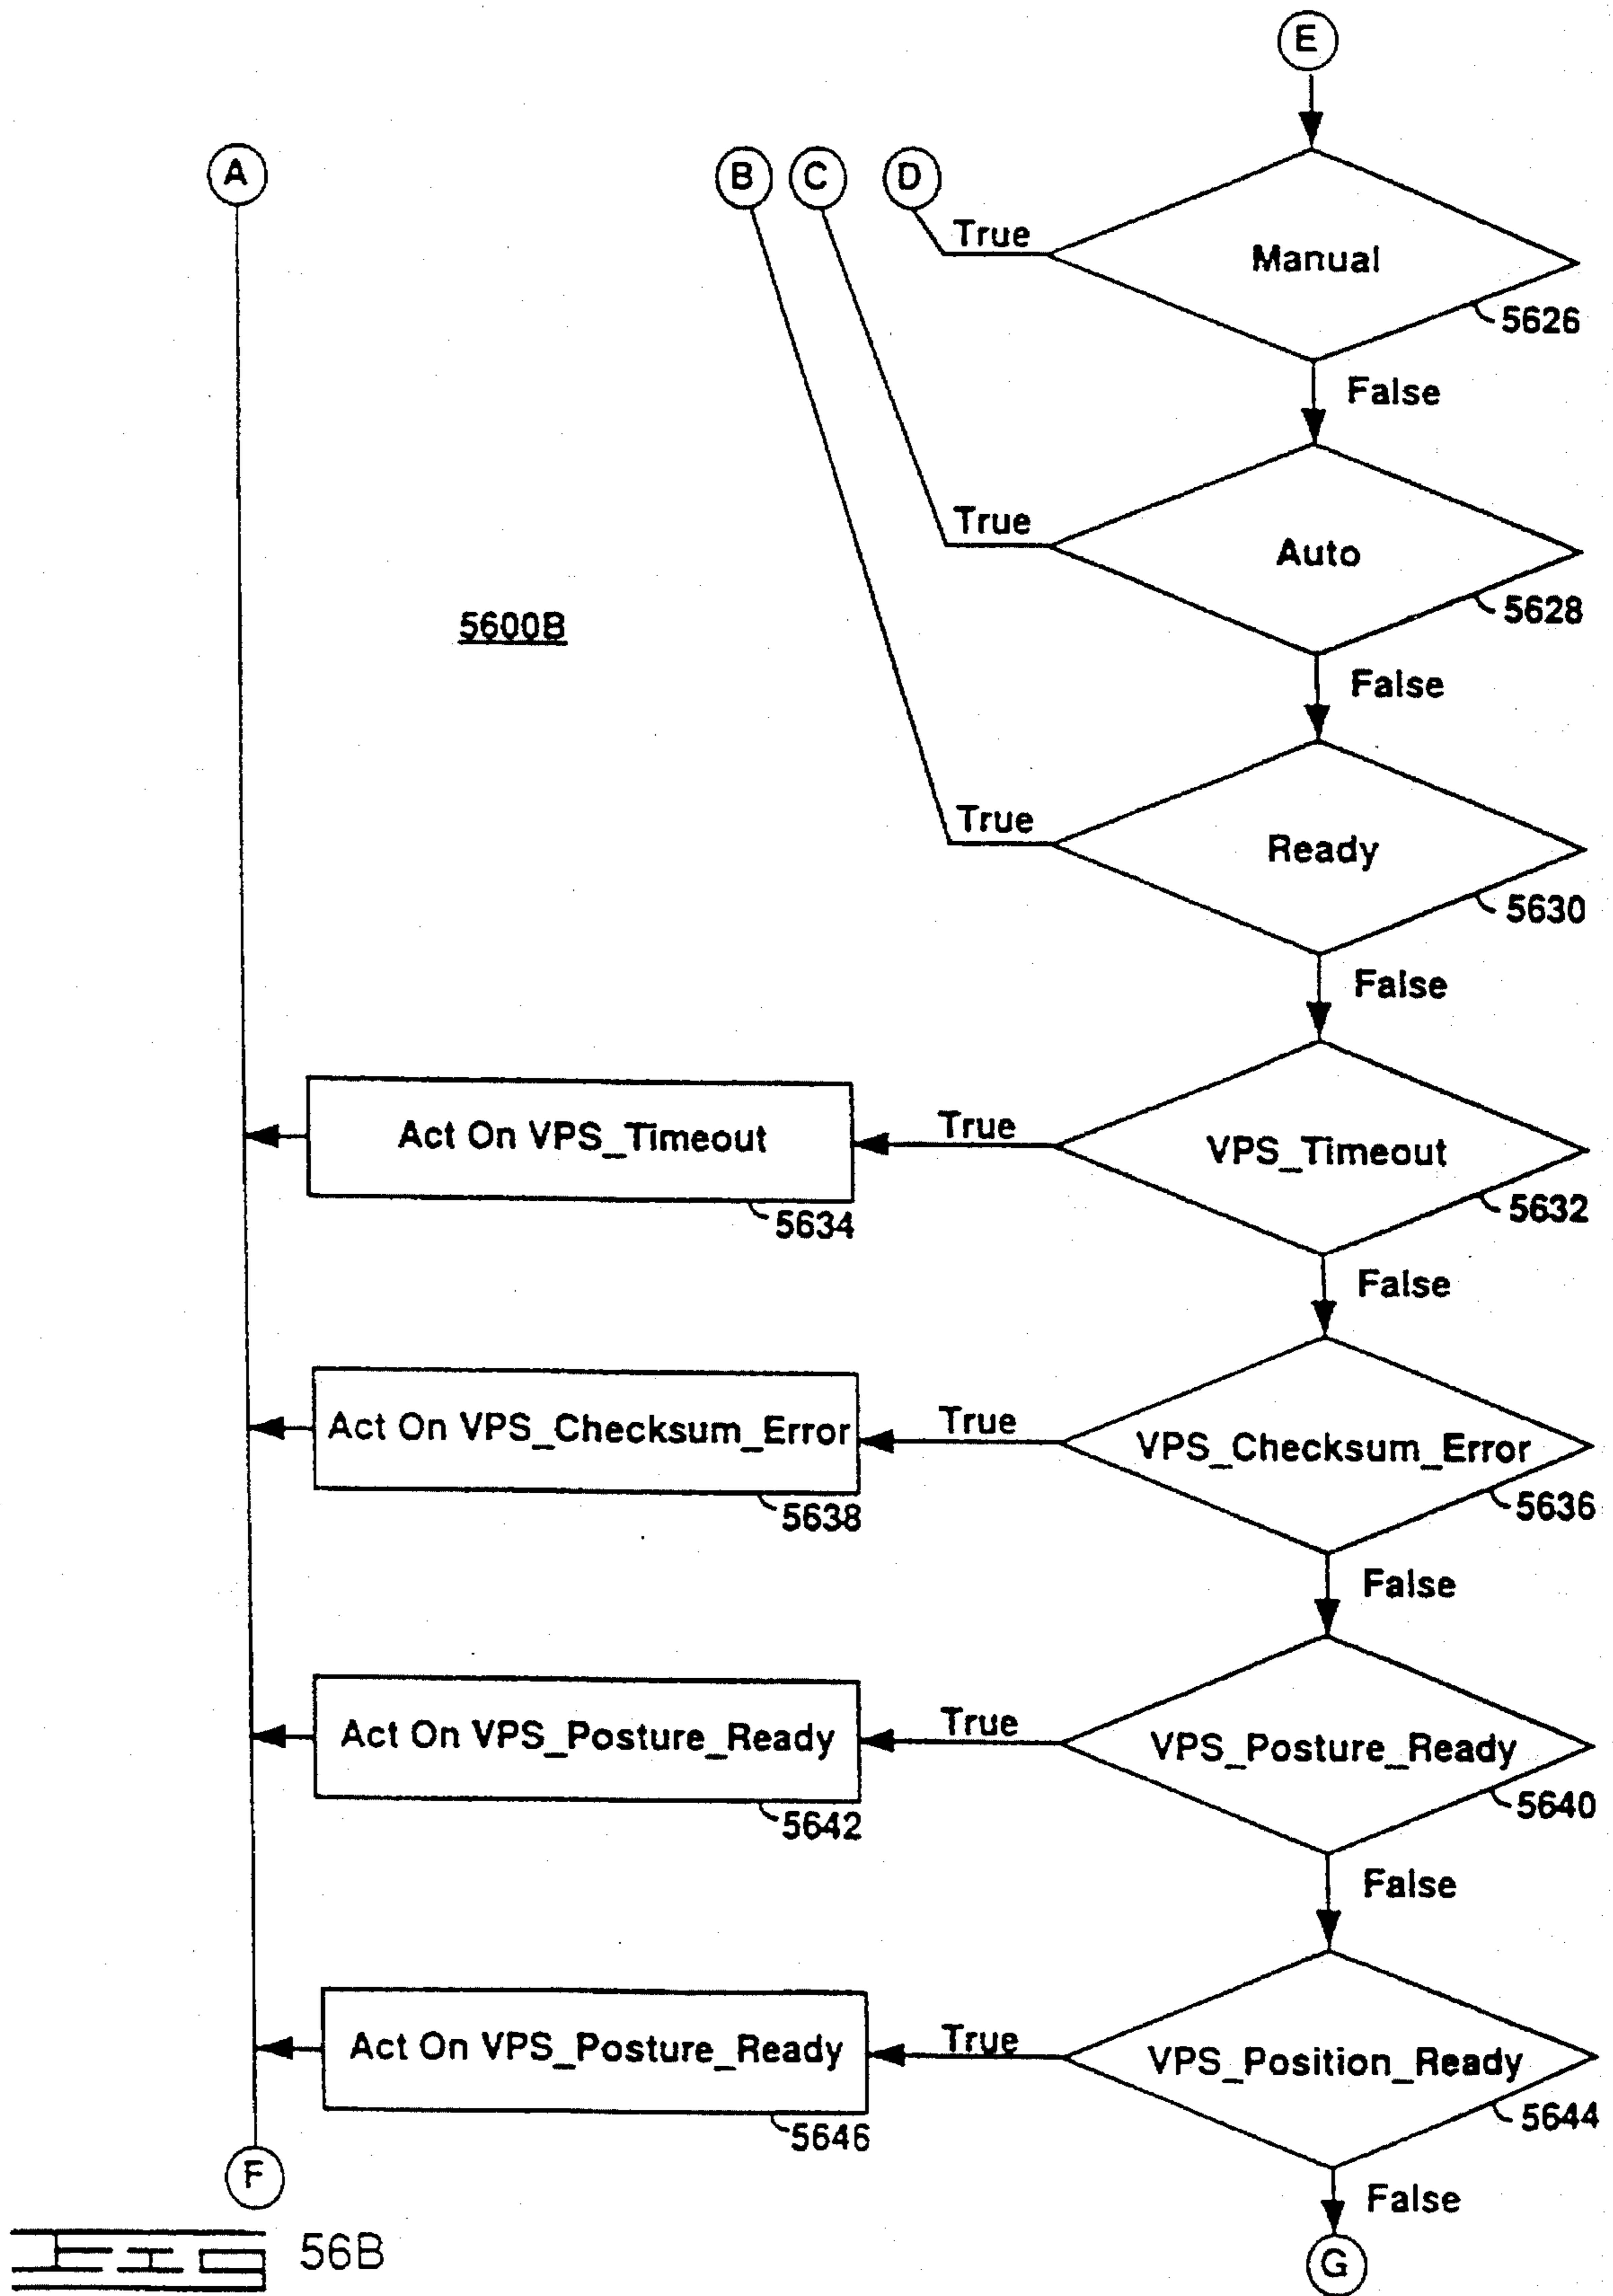 E
A
B
C
D
True
Manual
5626
False
True
Auto
5628
5600B
False
True
Ready
5630
False
Act On VPS_Timeout
True
VPS_Timeout
5634
5632
False
Act On VPS_Checksum_Error
True
VPS_Checksum_Error
5638
5636
False
Act On VPS_Posture_Ready
True
VPS_Posture_Ready
5642
5640
False
Act On VPS_Posture_Ready
True
VPS_Position_Ready
5646
5644
F
False
FIG 56B
G